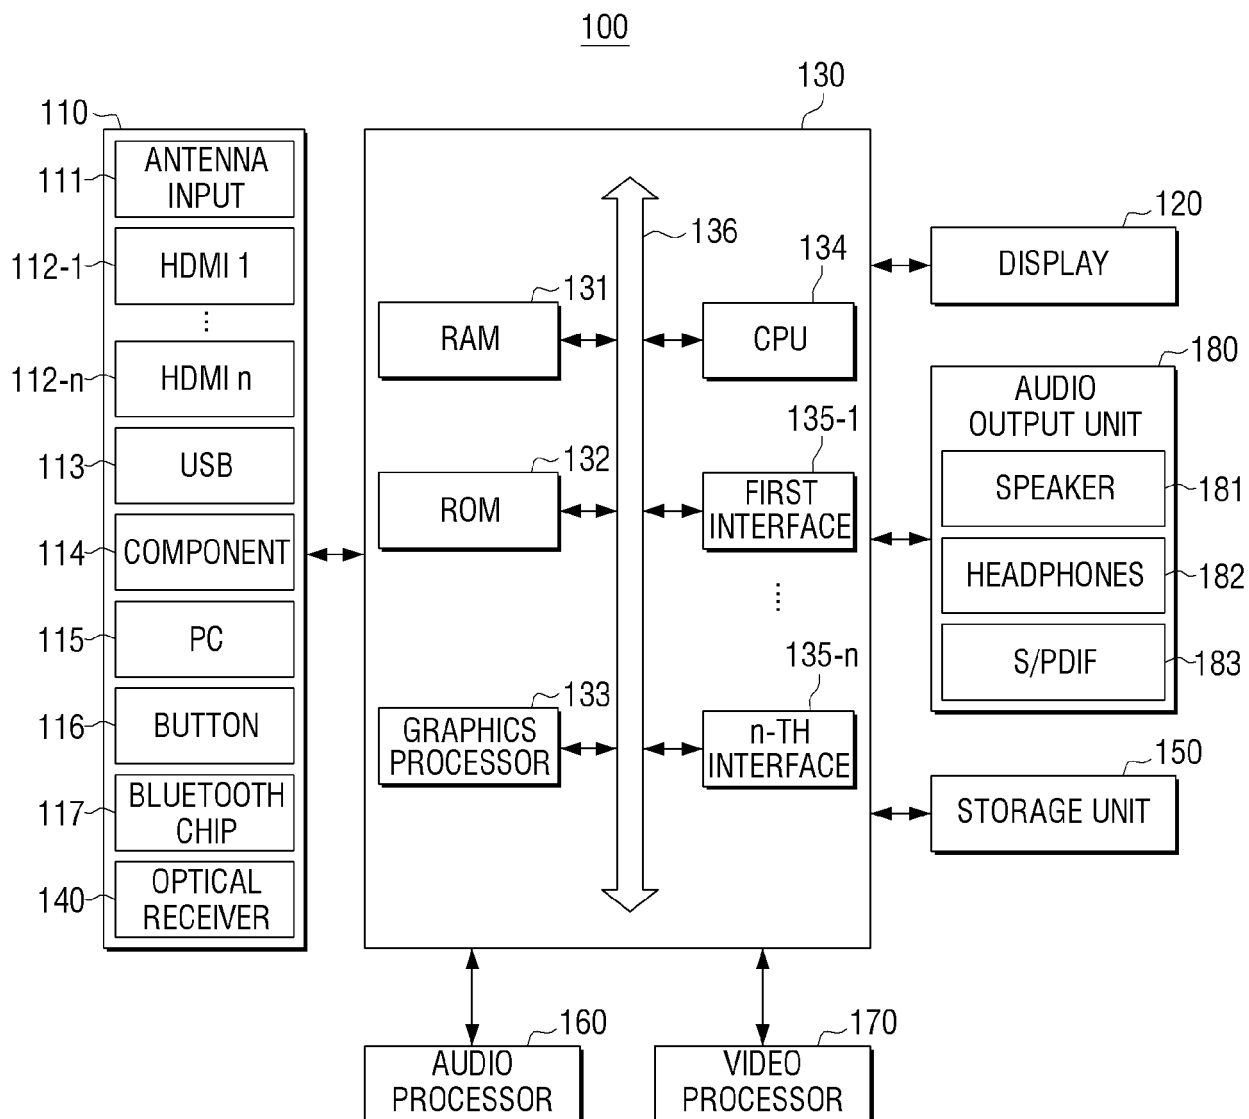 100
110
111
ANTENNA
INPUT
112-1
HDMI 1
⋮
112-n
HDMI n
113
USB
114
COMPONENT
115
PC
116
BUTTON
117
BLUETOOTH
CHIP
140
OPTICAL
RECEIVER
130
136
131
RAM
132
ROM
133
GRAPHICS
PROCESSOR
134
CPU
135-1
FIRST
INTERFACE
⋮
135-n
n-TH
INTERFACE
120
DISPLAY
180
AUDIO
OUTPUT UNIT
SPEAKER
181
HEADPHONES
182
S/PDIF
183
150
STORAGE UNIT
160
AUDIO
PROCESSOR
170
VIDEO
PROCESSOR